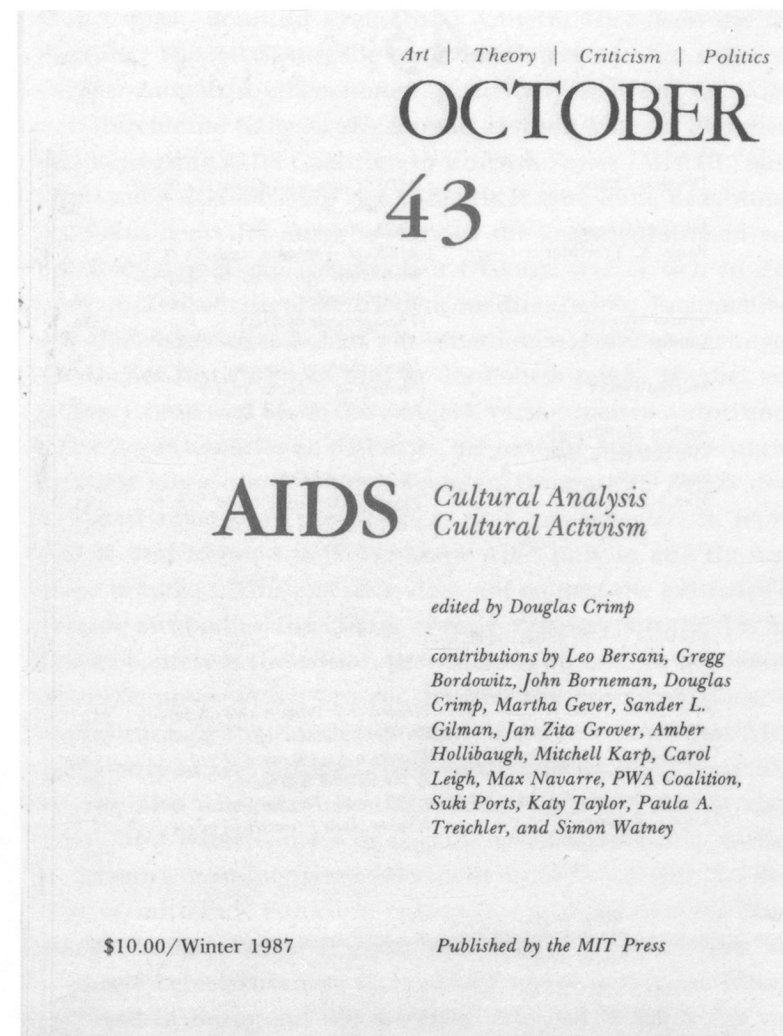 Art | Theory | Criticism | Politics
OCTOBER
43
AIDS Cultural Analysis
Cultural Activism
edited by Douglas Crimp
contributions by Leo Bersani, Gregg
Bordowitz, John Borneman, Douglas
Crimp, Martha Gever, Sander L.
Gilman, Jan Zita Grover, Amber
Hollibaugh, Mitchell Karp, Carol
Leigh, Max Navarre, PWA Coalition,
Suki Ports, Katy Taylor, Paula A.
Treichler, and Simon Watney
$10.00/Winter 1987 Published by the MIT Press